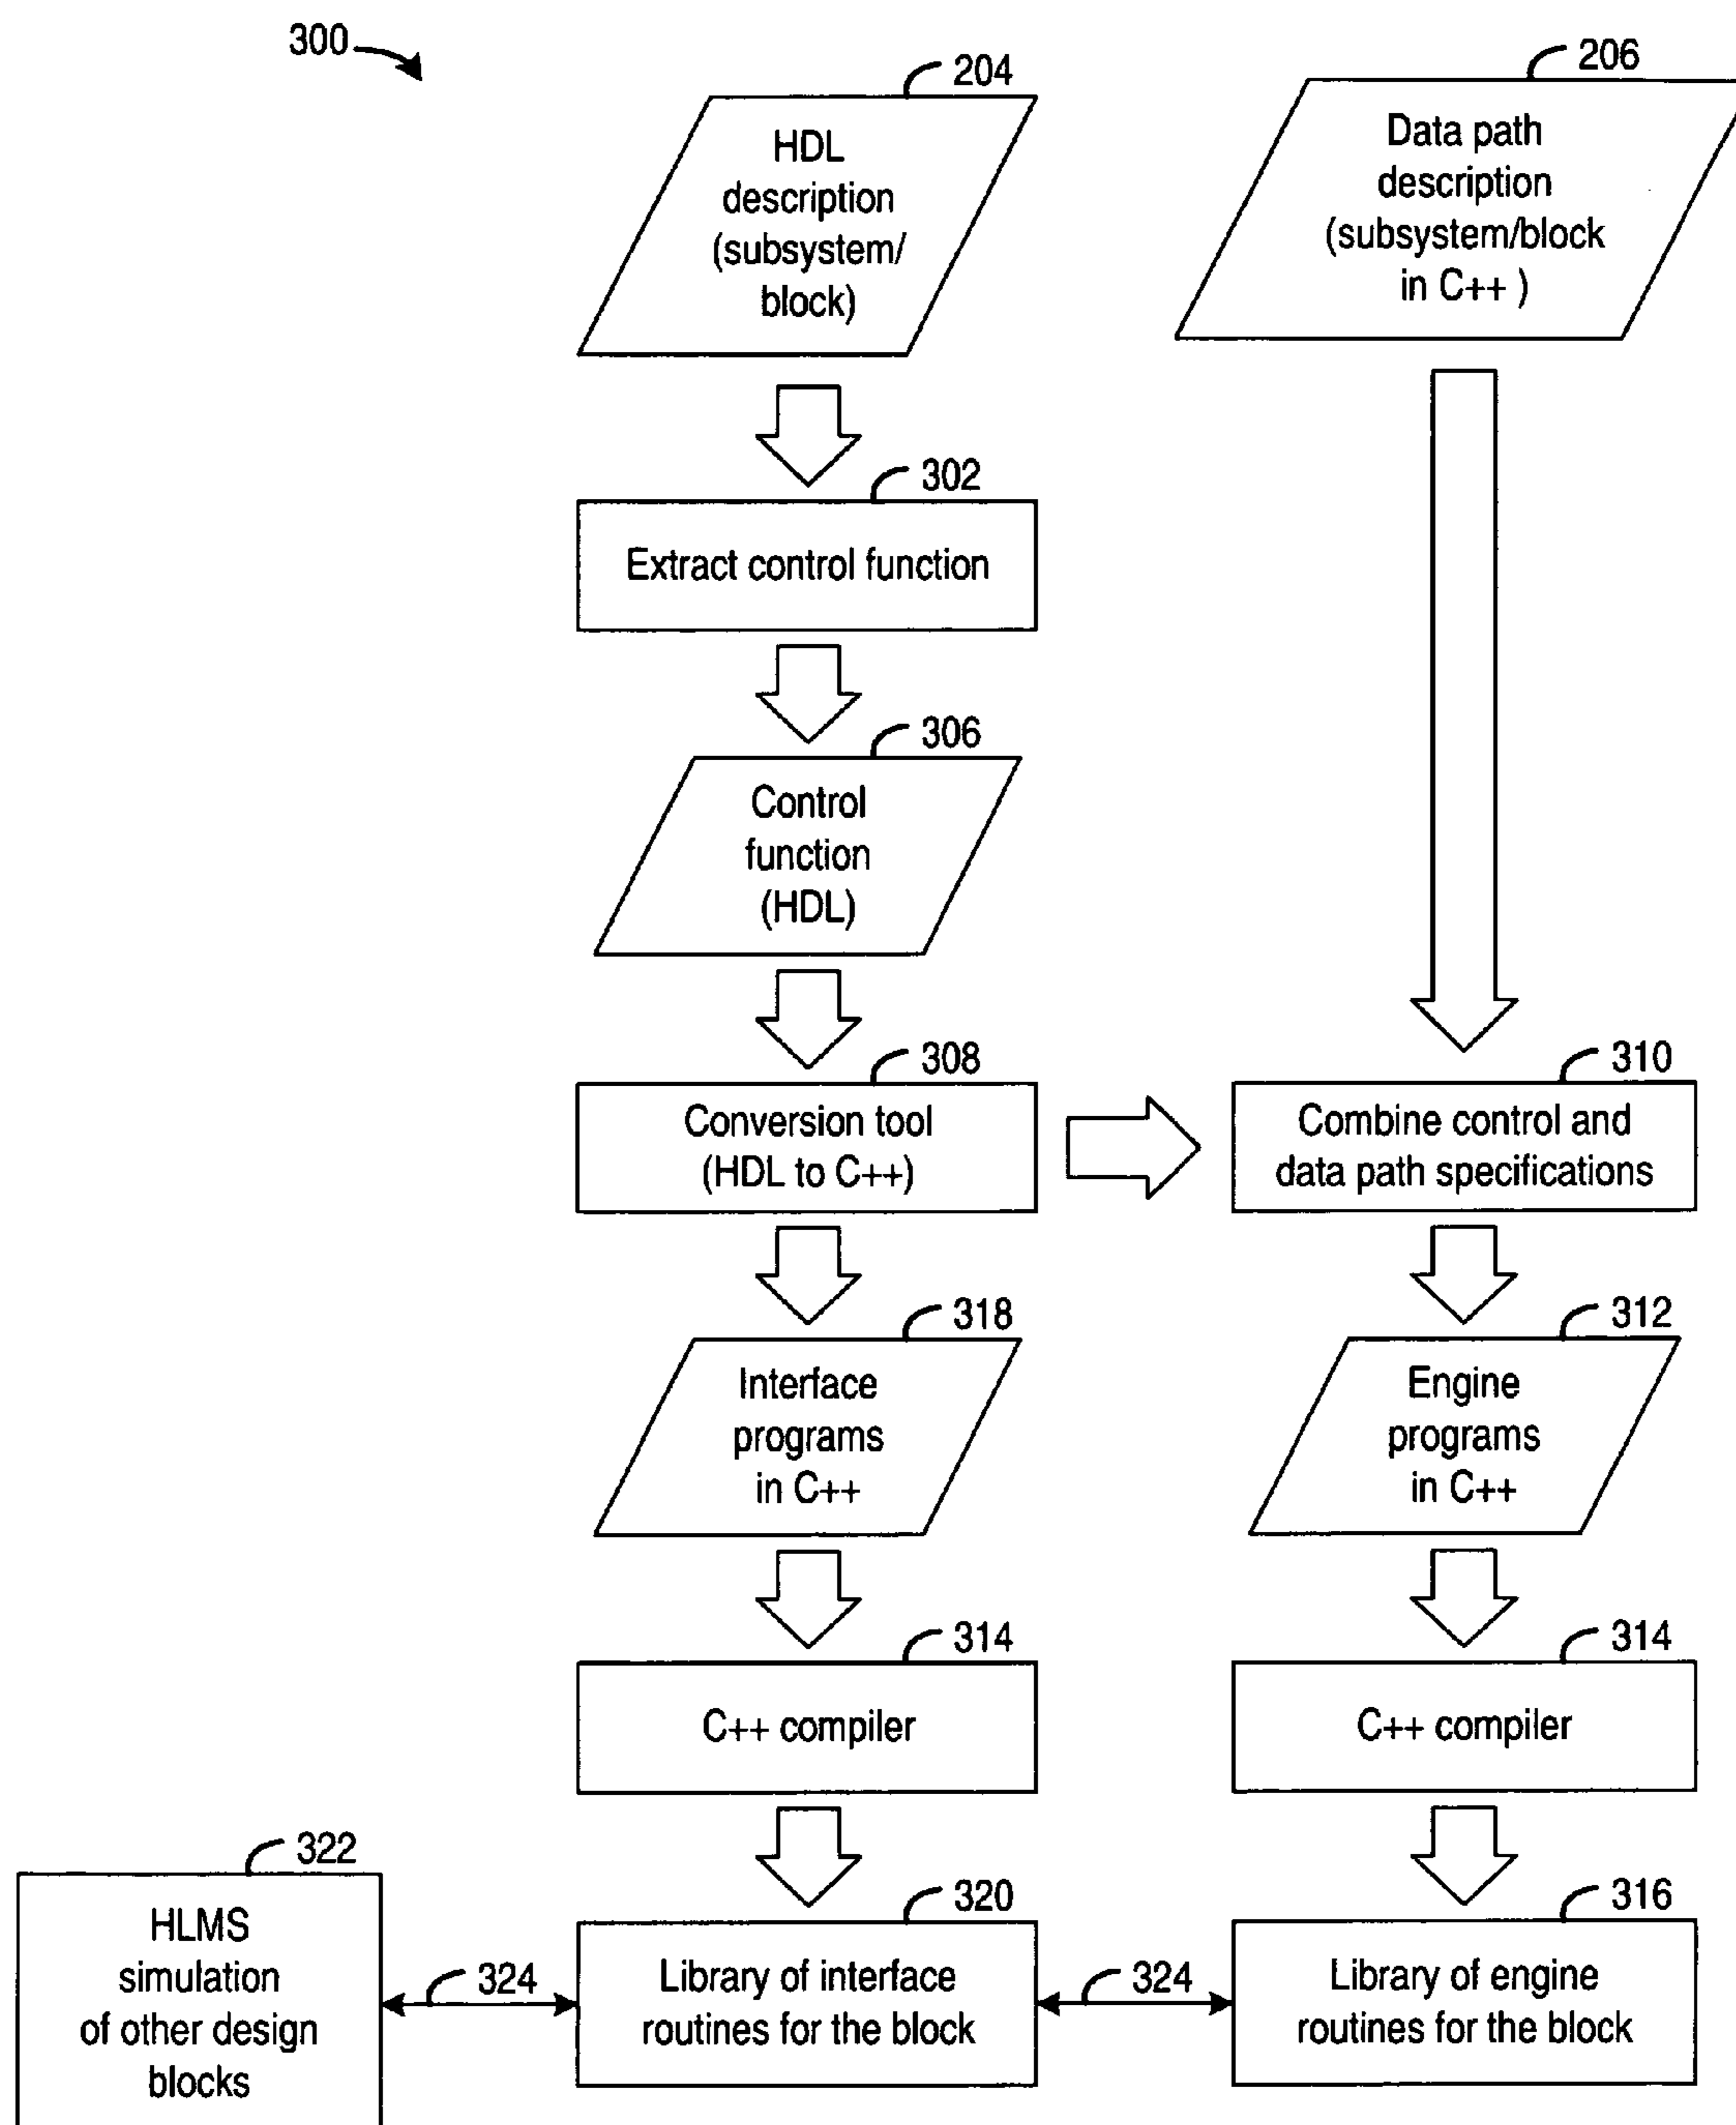 300
204
206
HDL
description
(subsystem/
block)
Data path
description
(subsystem/block
in C++ )
302
Extract control function
306
Control
function
(HDL)
308
Conversion tool
(HDL to C++)
310
Combine control and
data path specifications
318
Interface
programs
in C++
312
Engine
programs
in C++
314
C++ compiler
314
C++ compiler
322
HLMS
simulation
of other design
blocks
324
320
Library of interface
routines for the block
324
316
Library of engine
routines for the block